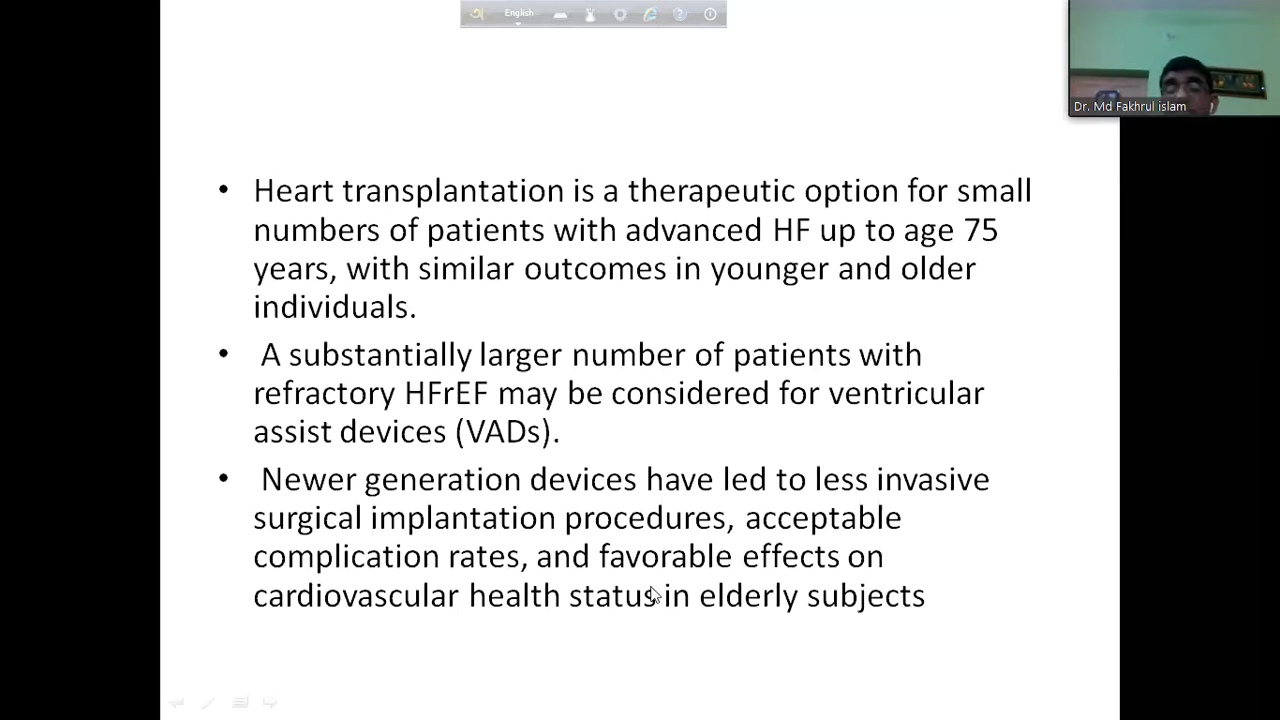 English
Dr. Md Fakhrul islam
• Heart transplantation is a therapeutic option for small
numbers of patients with advanced HF up to age 75
years, with similar outcomes in younger and older
individuals.
• A substantially larger number of patients with
refractory HFrEF may be considered for ventricular
assist devices (VADs).
• Newer generation devices have led to less invasive
surgical implantation procedures, acceptable
complication rates, and favorable effects on
cardiovascular health status in elderly subjects